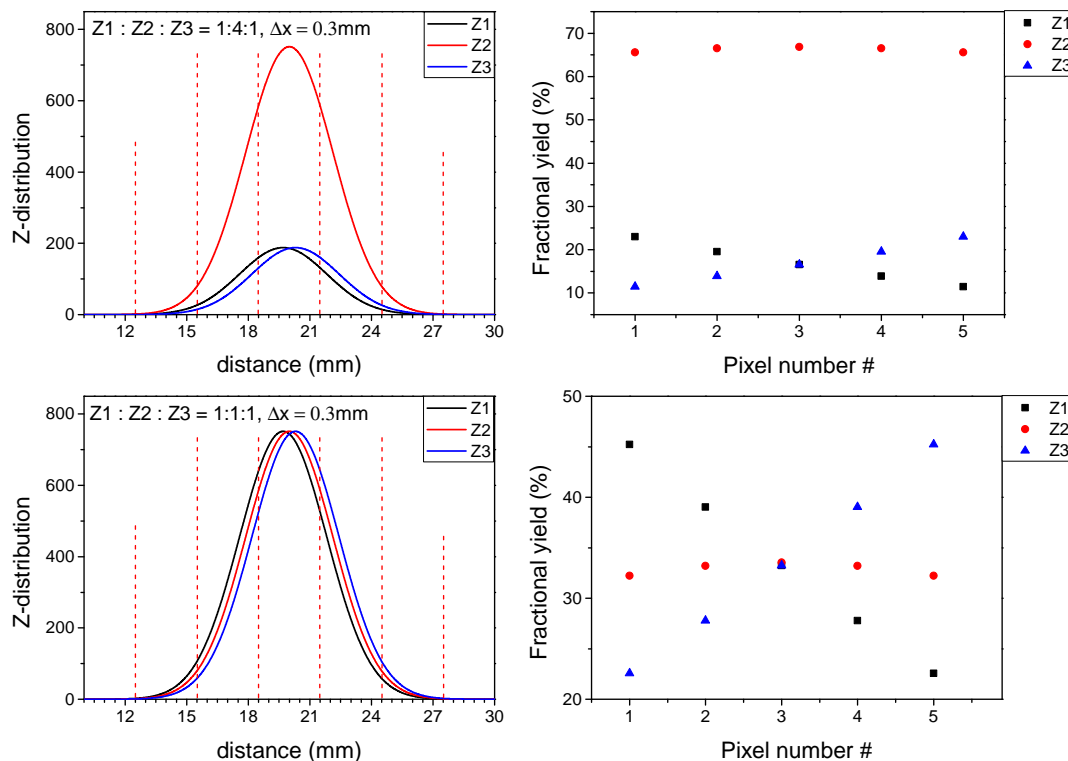 Z1 : Z2 : Z3 = 1:4:1, Δx = 0.3mm
Z1
Z2
Z3
800
600
400
200
0
Z-distribution
12 15 18 21 24 27 30
distance (mm)
Z1
Z2
Z3
70
60
50
40
30
20
10
Fractional yield (%)
1 2 3 4 5
Pixel number #
Z1 : Z2 : Z3 = 1:1:1, Δx = 0.3mm
Z1
Z2
Z3
800
600
400
200
0
Z-distribution
12 15 18 21 24 27 30
distance (mm)
Z1
Z2
Z3
50
40
30
20
Fractional yield (%)
1 2 3 4 5
Pixel number #